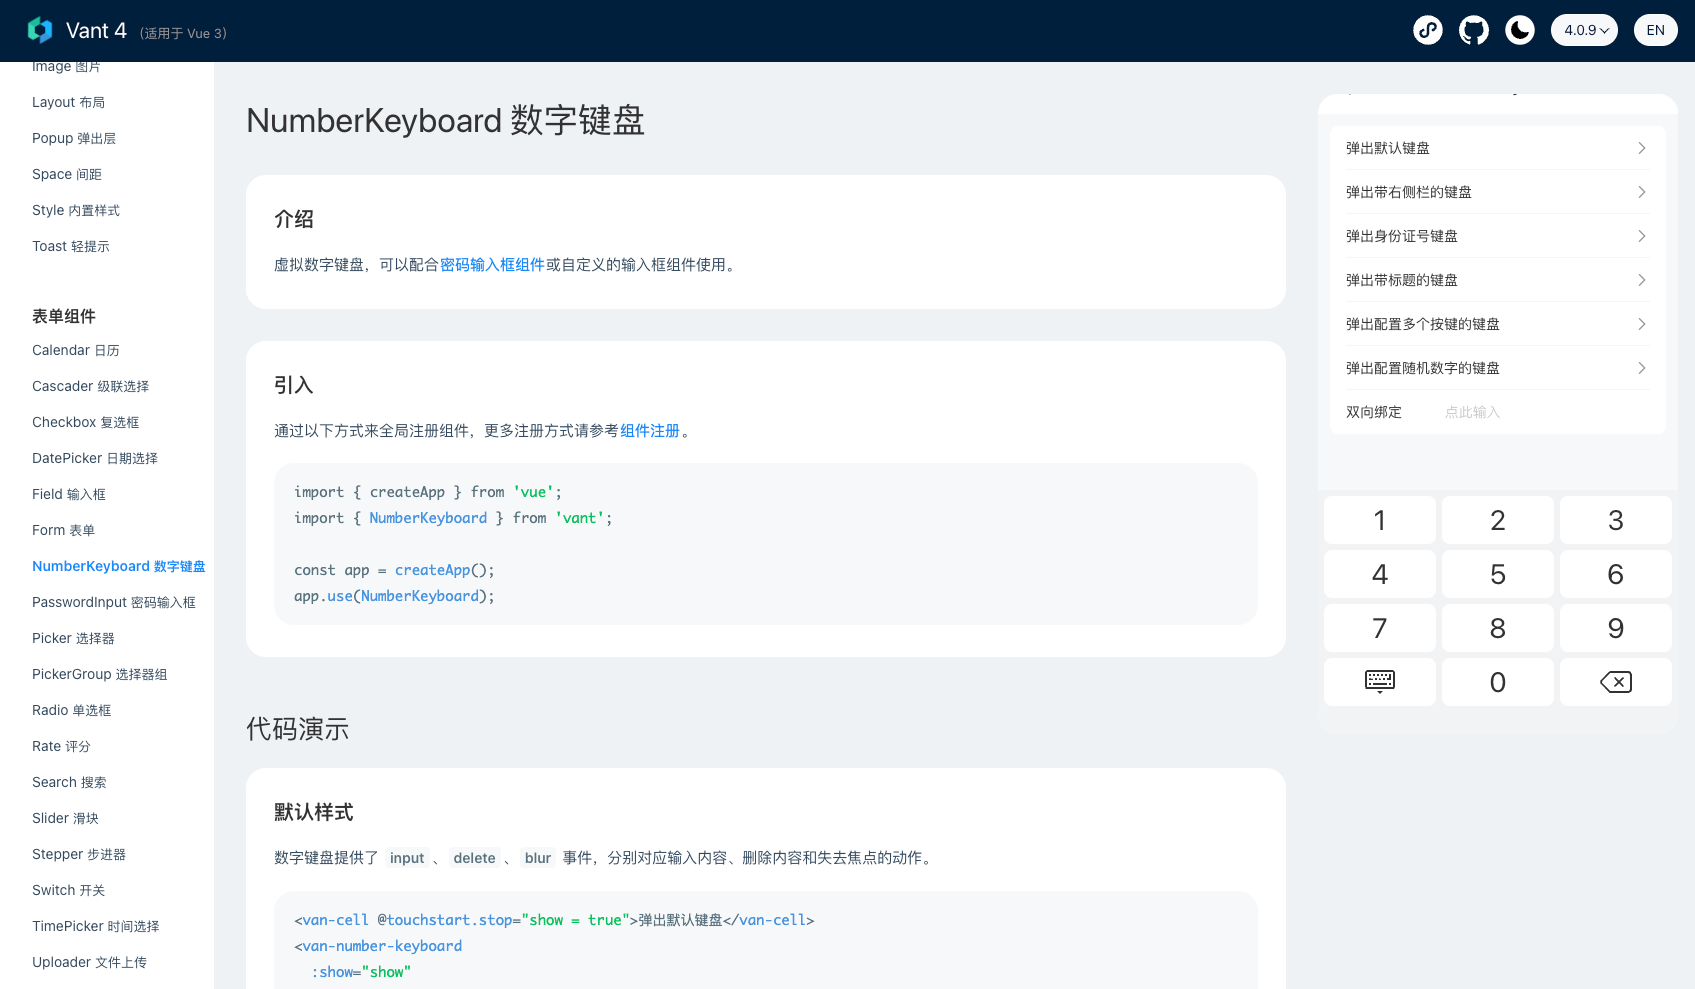 Vant 4 (适用于 Vue 3)
4.0.9
EN
Image 图片
Layout 布局
Popup 弹出层
Space 间距
Style 内置样式
Toast 轻提示
表单组件
Calendar 日历
Cascader 级联选择
Checkbox 复选框
DatePicker 日期选择
Field 输入框
Form 表单
NumberKeyboard 数字键盘
PasswordInput 密码输入框
Picker 选择器
PickerGroup 选择器组
Radio 单选框
Rate 评分
Search 搜索
Slider 滑块
Stepper 步进器
Switch 开关
TimePicker 时间选择
Uploader 文件上传
NumberKeyboard 数字键盘
介绍
虚拟数字键盘，可以配合密码输入框组件或自定义的输入框组件使用。
引入
通过以下方式来全局注册组件，更多注册方式请参考组件注册。
import { createApp } from 'vue';
import { NumberKeyboard } from 'vant';
const app = createApp();
app.use(NumberKeyboard);
代码演示
默认样式
数字键盘提供了 input 、 delete 、 blur 事件，分别对应输入内容、删除内容和失去焦点的动作。
<van-cell @touchstart.stop="show = true">弹出默认键盘</van-cell>
<van-number-keyboard
:show="show"
弹出默认键盘
弹出带右侧栏的键盘
弹出身份证号键盘
弹出带标题的键盘
弹出配置多个按键的键盘
弹出配置随机数字的键盘
双向绑定 点此输入
1 2 3
4 5 6
7 8 9
0